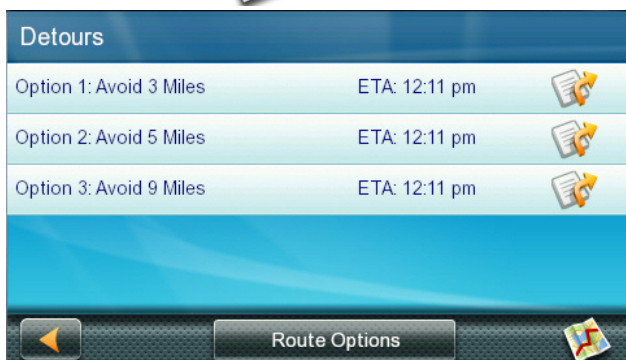 Detours
Option 1: Avoid 3 Miles ETA: 12:11 pm
Option 2: Avoid 5 Miles ETA: 12:11 pm
Option 3: Avoid 9 Miles ETA: 12:11 pm
Route Options